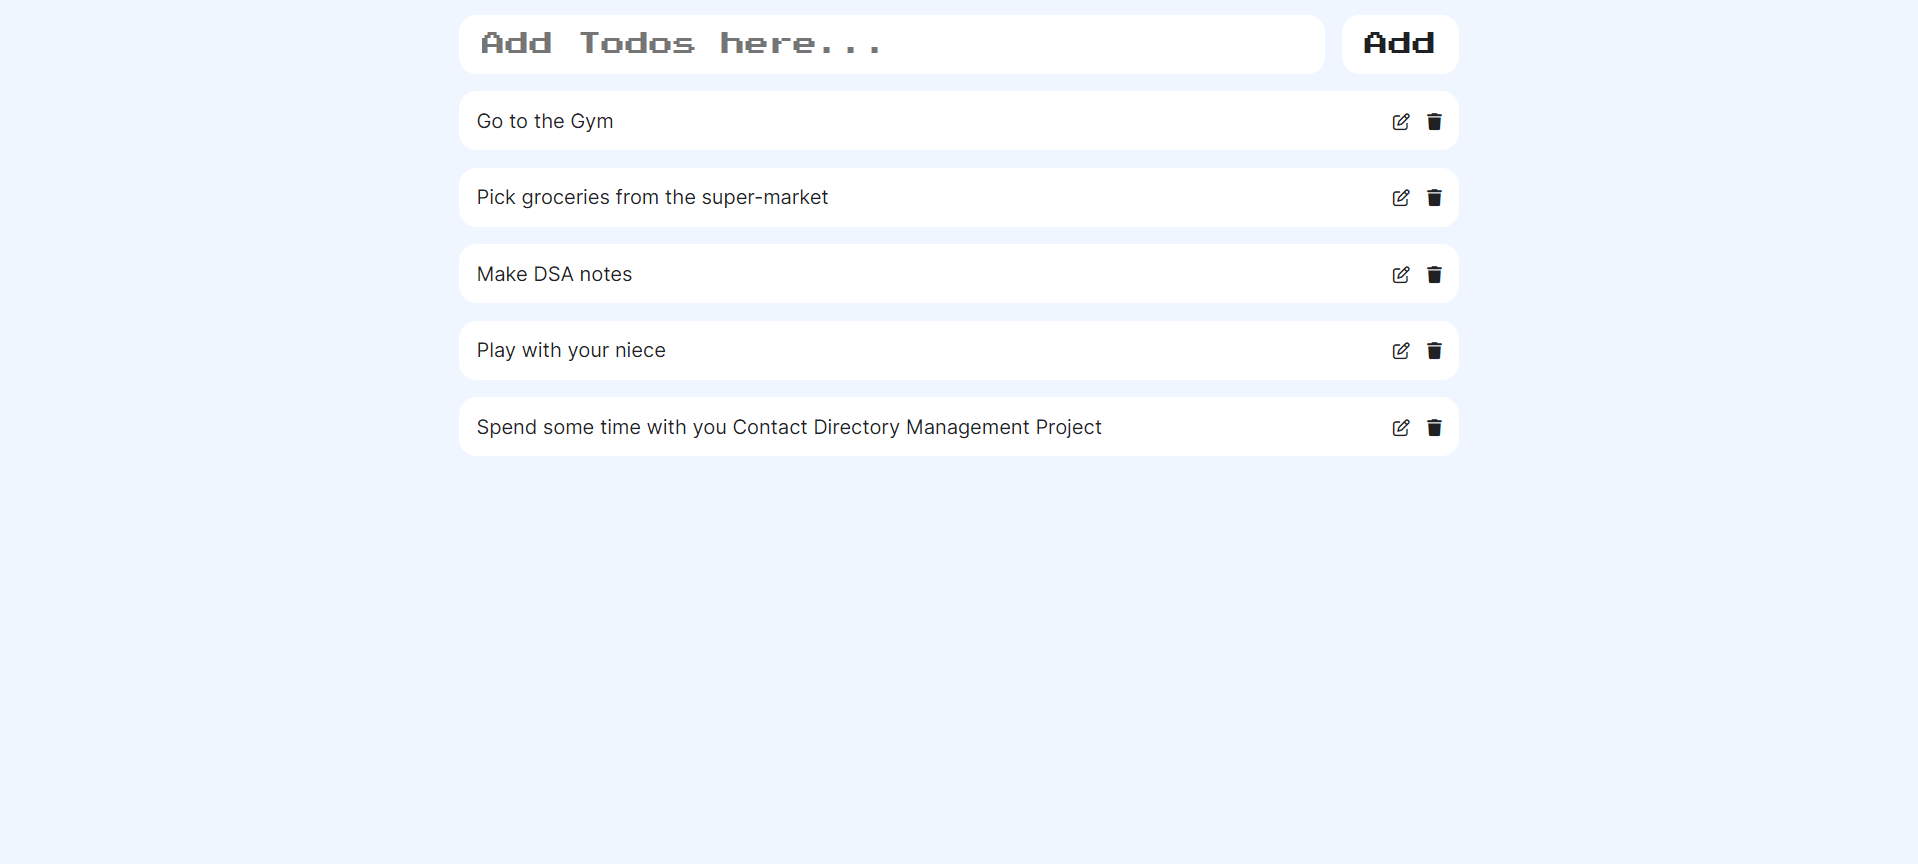 Add Todos here...
Add
Go to the Gym
Pick groceries from the super-market
Make DSA notes
Play with your niece
Spend some time with you Contact Directory Management Project